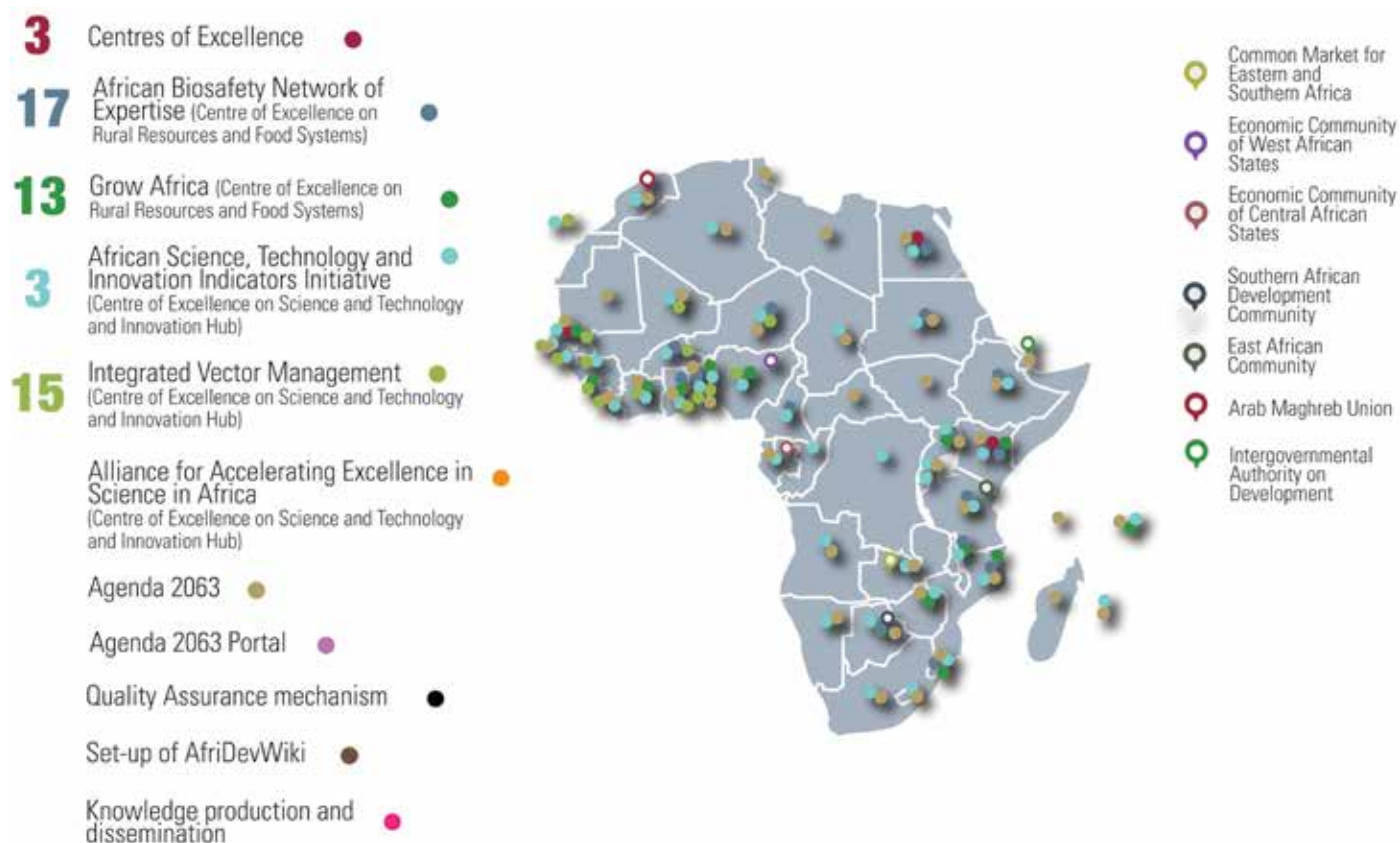 3 Centres of Excellence
17 African Biosafety Network of
Expertise (Centre of Excellence on
Rural Resources and Food Systems)
13 Grow Africa (Centre of Excellence on
Rural Resources and Food Systems)
3 African Science, Technology and
Innovation Indicators Initiative
(Centre of Excellence on Science and Technology
and Innovation Hub)
15 Integrated Vector Management
(Centre of Excellence on Science and Technology
and Innovation Hub)
Alliance for Accelerating Excellence in
Science in Africa
(Centre of Excellence on Science and Technology
and Innovation Hub)
Agenda 2063
Agenda 2063 Portal
Quality Assurance mechanism
Set-up of AfriDevWiki
Knowledge production and
dissemination
Common Market for
Eastern and
Southern Africa
Economic Community
of West African
States
Economic Community
of Central African
States
Southern African
Development
Community
East African
Community
Arab Maghreb Union
Intergovernmental
Authority on
Development